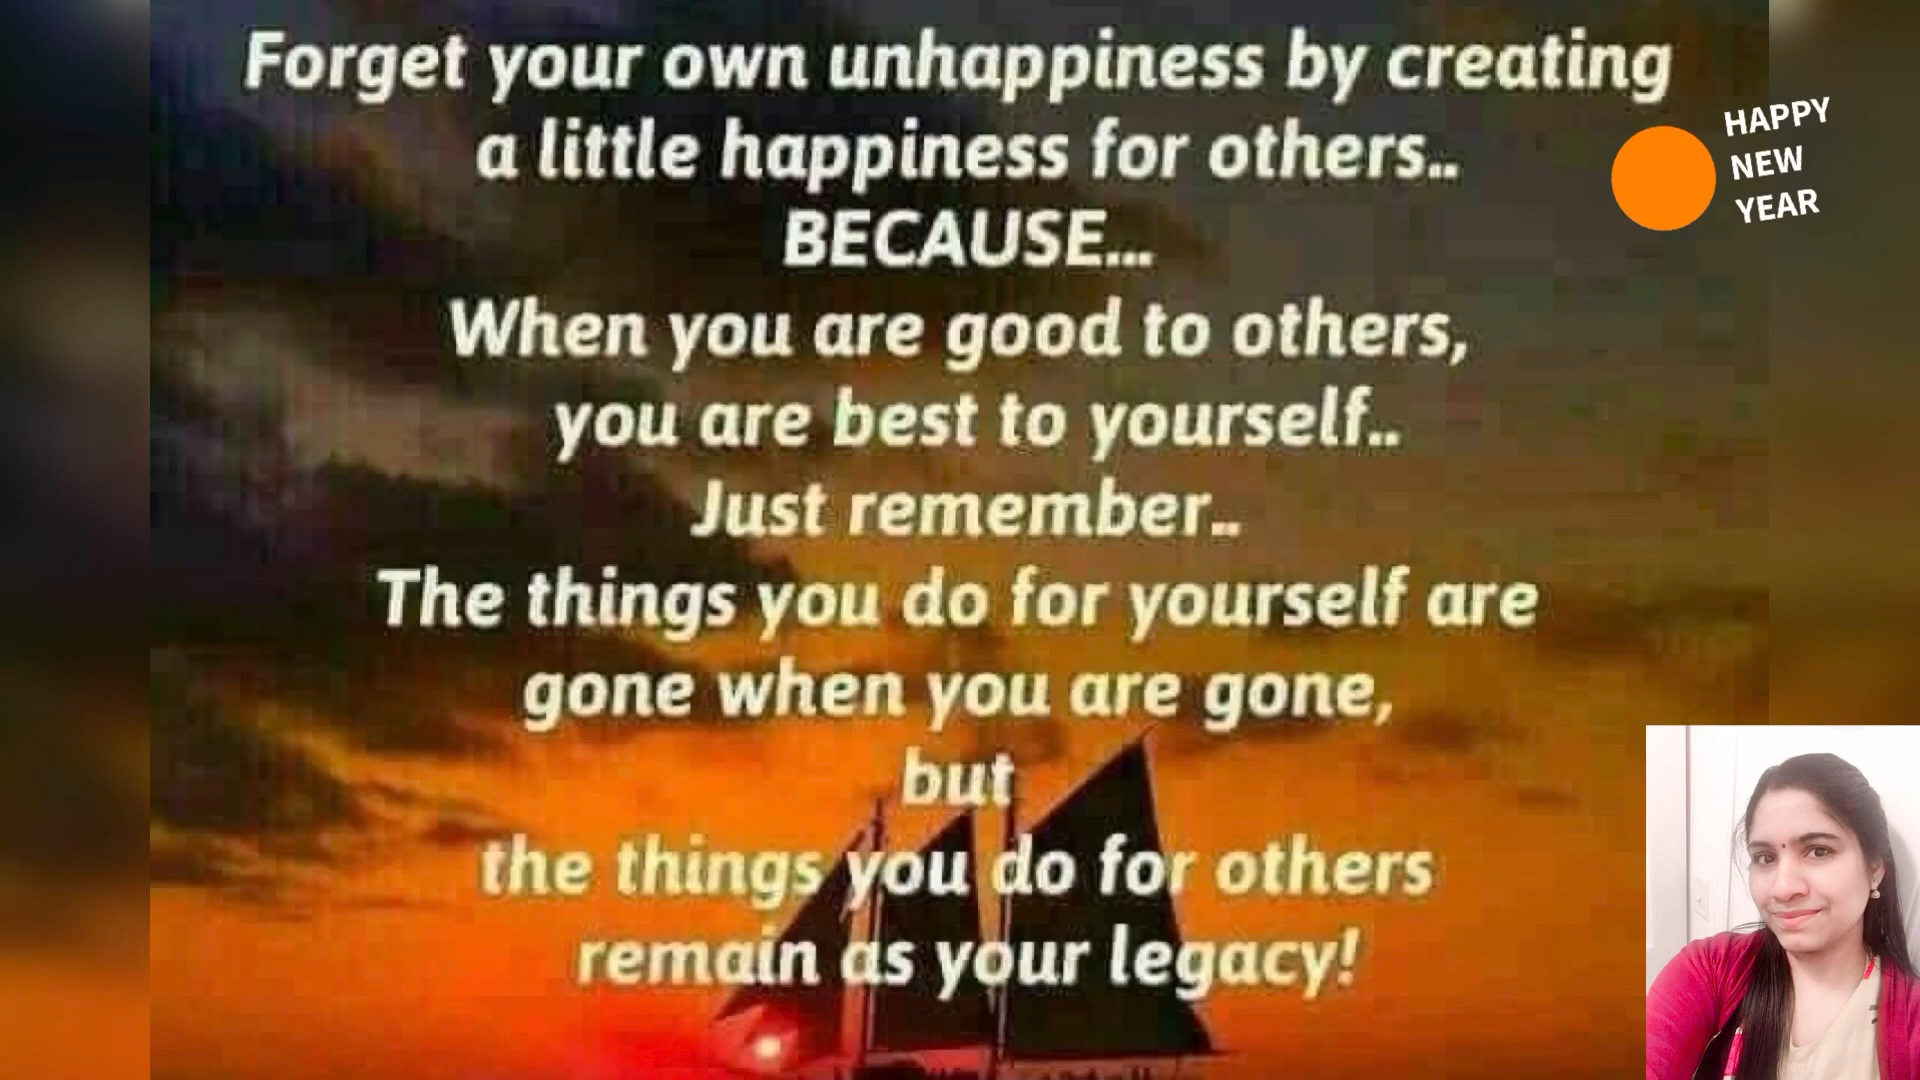 Forget your own unhappiness by creating
a little happiness for others..
BECAUSE...
When you are good to others,
you are best to yourself..
Just remember..
The things you do for yourself are
gone when you are gone,
but
the things you do for others
remain as your legacy!
HAPPY
NEW
YEAR